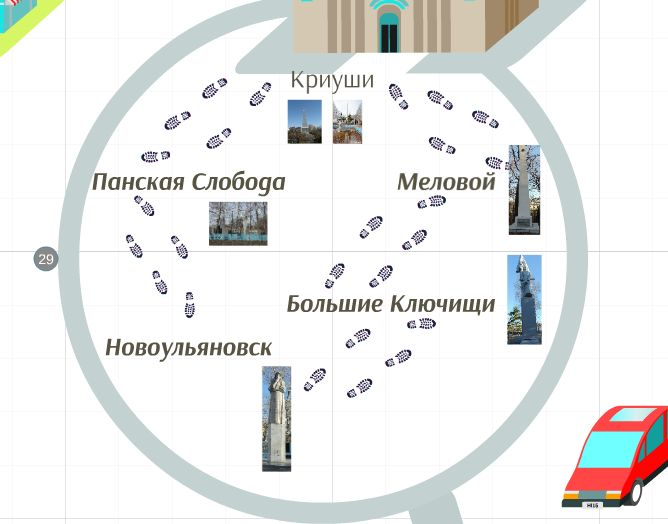 Криуши
Панская Слобода
Меловой
29
Большие Ключищи
Новоульяновск